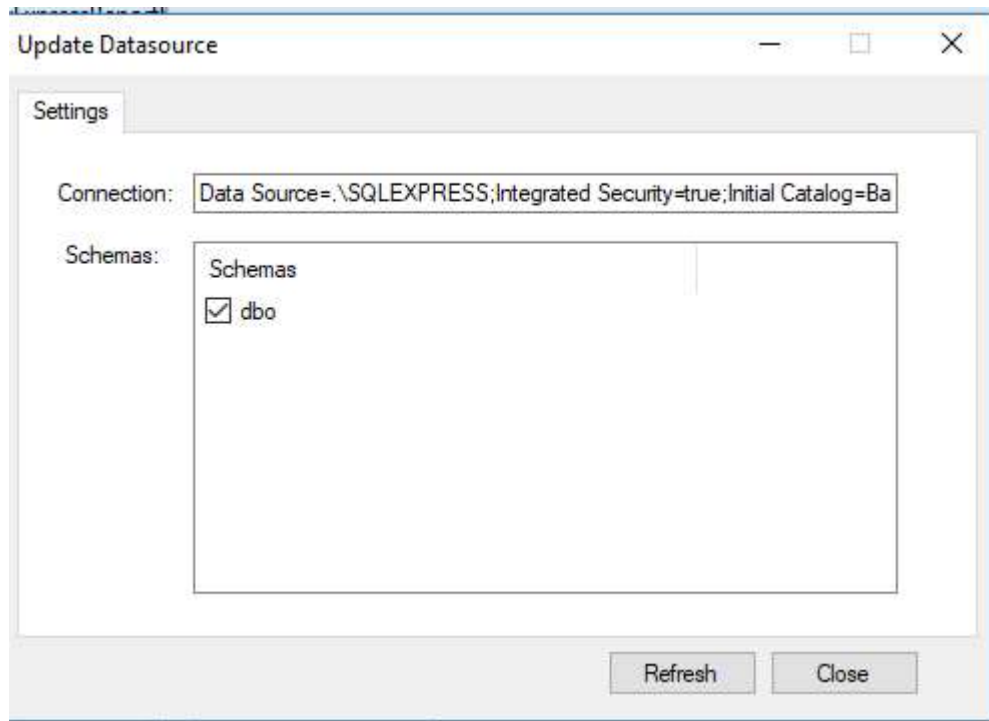 Update Datasource
Settings
Connection: Data Source=.\SQLEXPRESS;Integrated Security=true;Initial Catalog=Ba
Schemas:
Schemas
dbo
Refresh Close